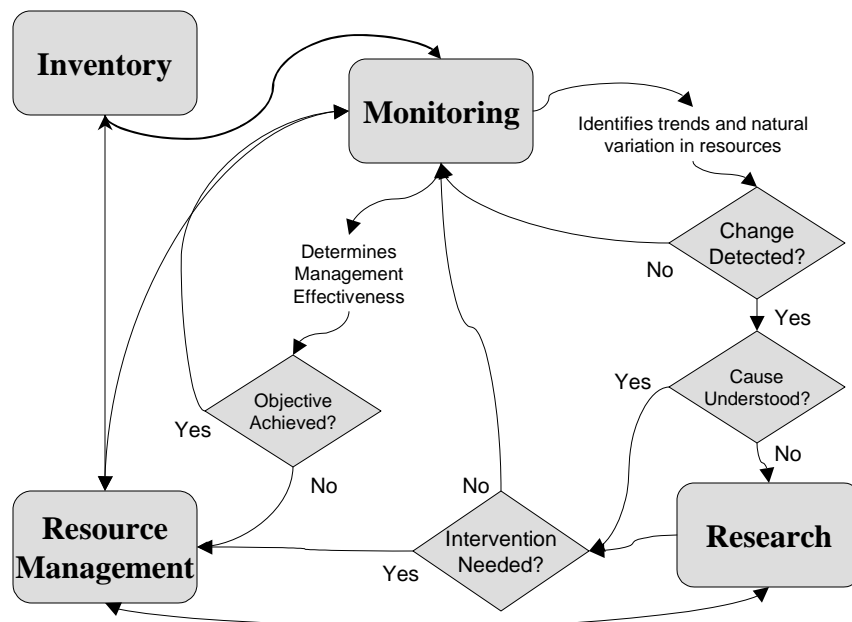 Inventory
Monitoring
Identifies trends and natural
variation in resources
Change
Detected?
No
Yes
Determines
Management
Effectiveness
Cause
Understood?
Yes
No
Objective
Achieved?
Yes
No
Resource
Management
Intervention
Needed?
No
Yes
Research